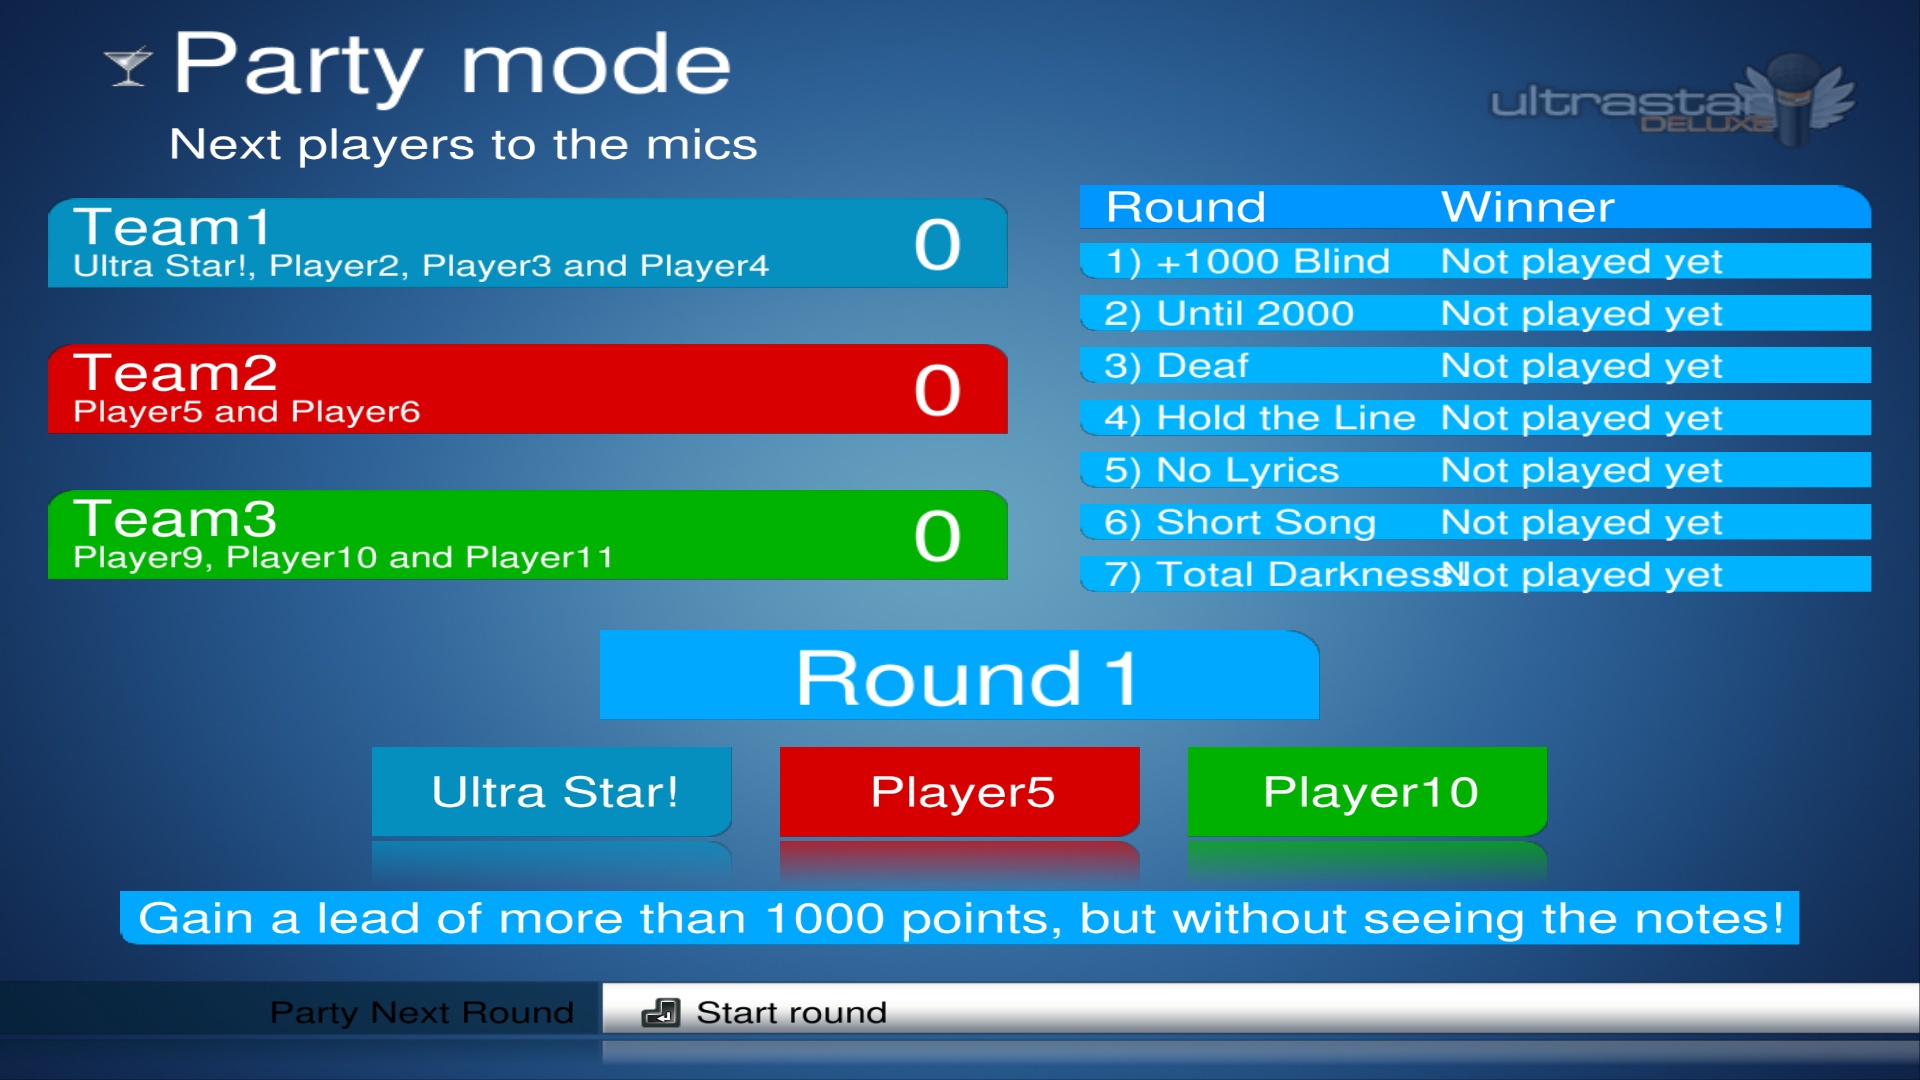 Party mode
Next players to the mics
ultrastar
DELUXE
Team1
Ultra Star!, Player2, Player3 and Player4
0
Team2
Player5 and Player6
0
Team3
Player9, Player10 and Player11
0
Round Winner
1) +1000 Blind Not played yet
2) Until 2000 Not played yet
3) Deaf Not played yet
4) Hold the Line Not played yet
5) No Lyrics Not played yet
6) Short Song Not played yet
7) Total Darkness! Not played yet
Round 1
Ultra Star!
Player5
Player10
Gain a lead of more than 1000 points, but without seeing the notes!
Party Next Round
Start round